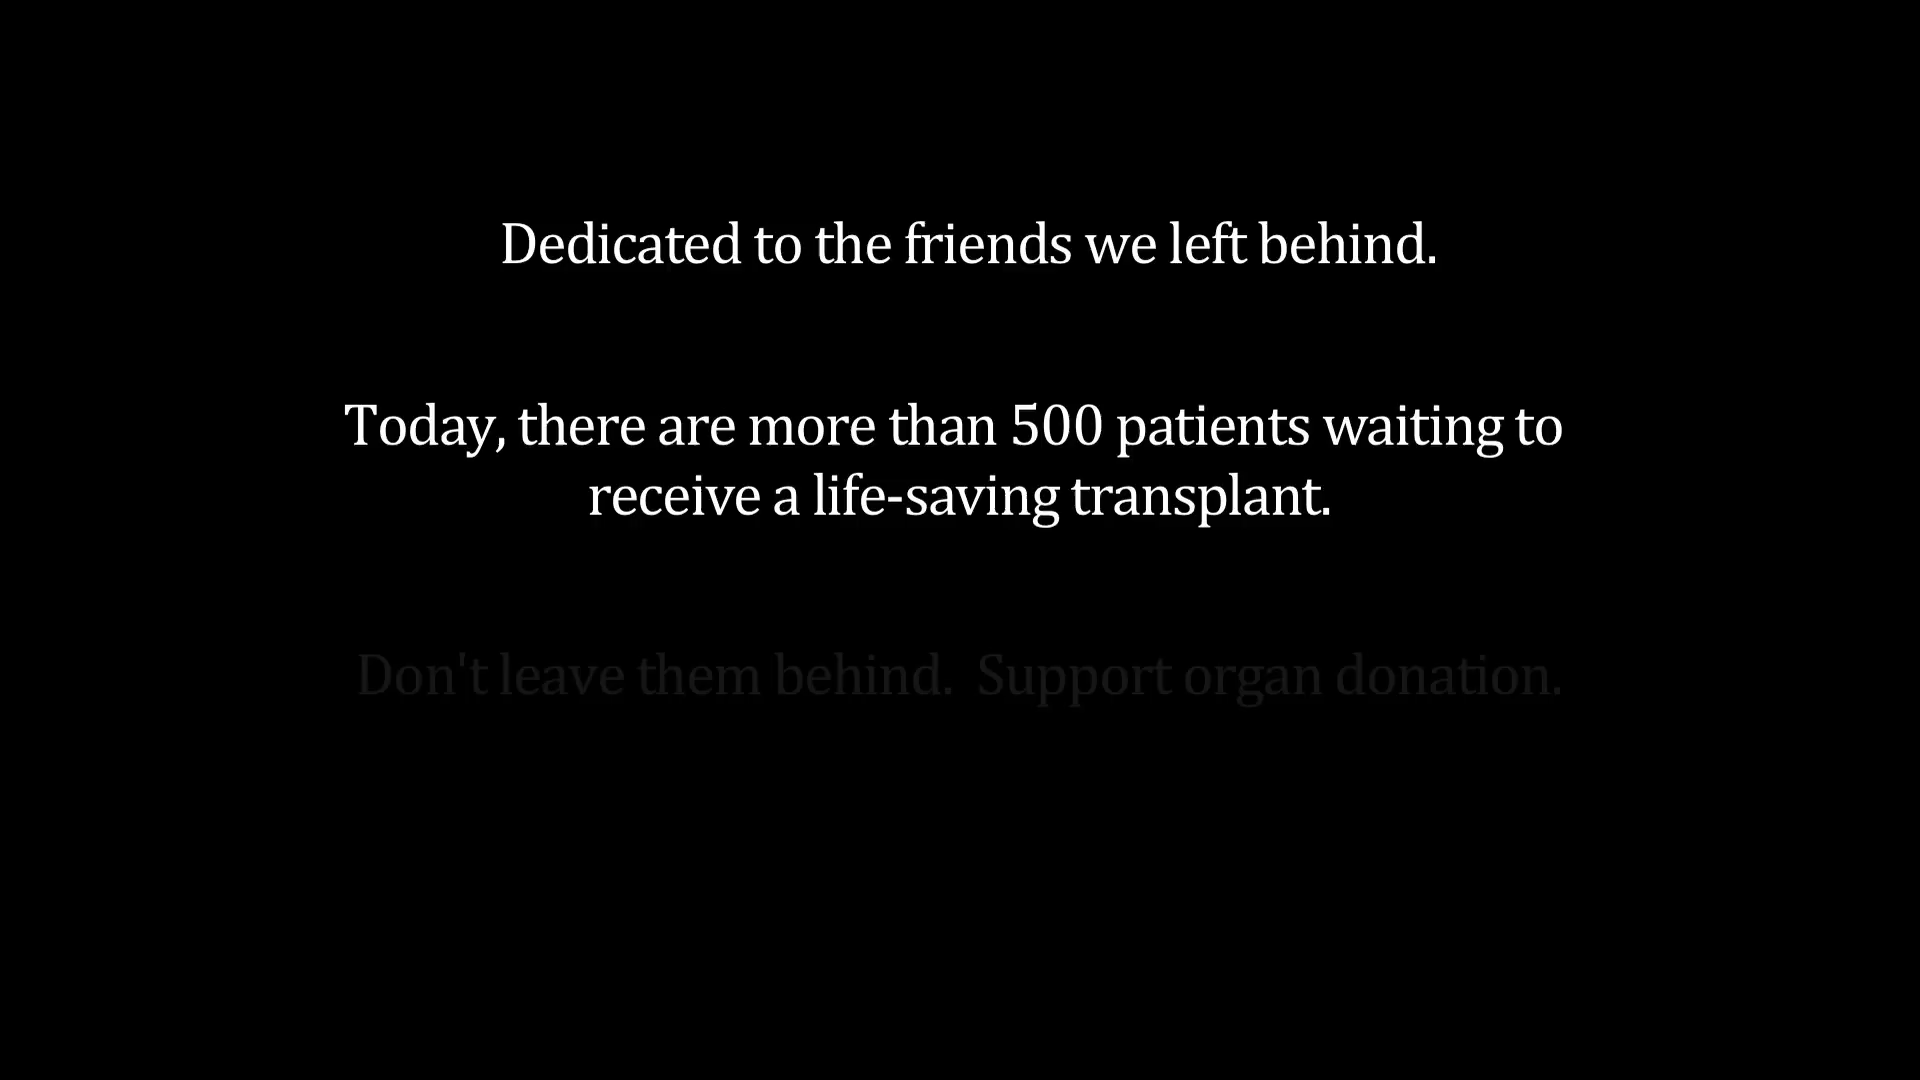 Dedicated to the friends we left behind.
Today, there are more than 500 patients waiting to
receive a life-saving transplant.
Don't leave them behind.  Support organ donation.